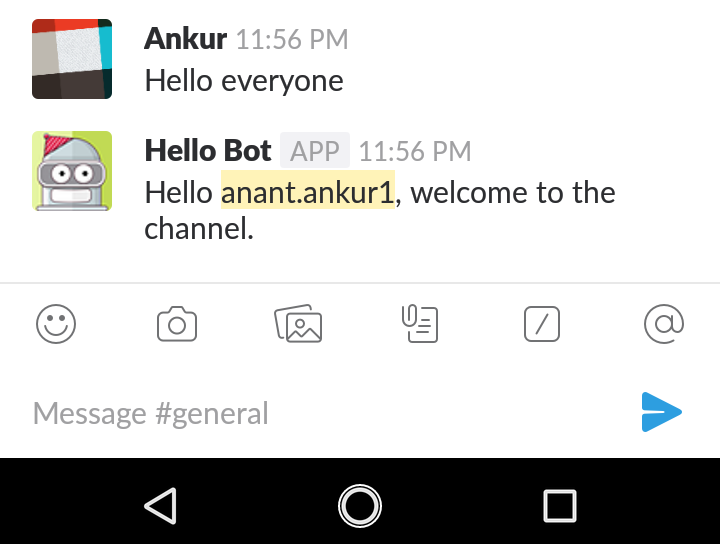 Ankur 11:56 PM
Hello everyone
Hello Bot APP 11:56 PM
Hello anant.ankur1, welcome to the
channel.
Message #general